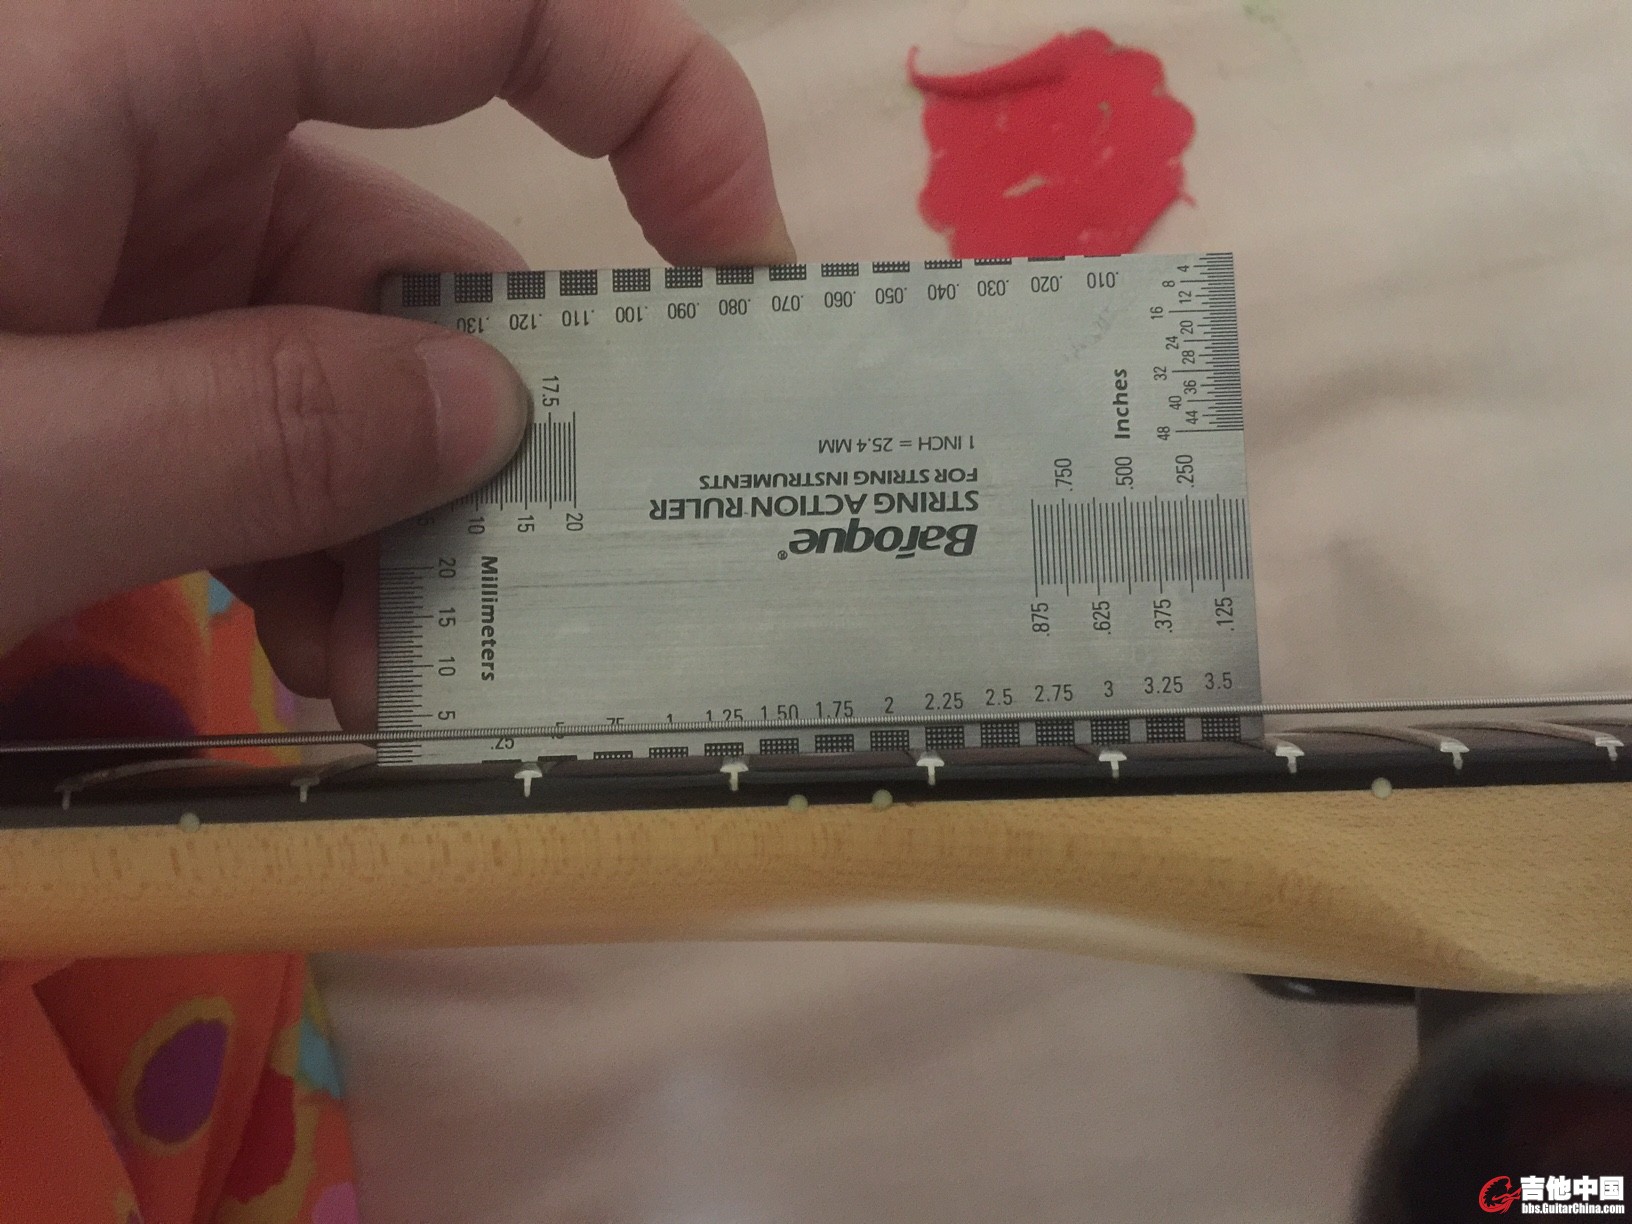 .130 .120 .110 .100 .090 .080 .070 .060 .050 .040 .030 .020 .010
4
8
12
16
20
24
28
32
36
40
44
48
Inches
17.5
10 15 20
1 INCH = 25.4 MM
FOR STRING INSTRUMENTS
STRING ACTION RULER
Baroque®
.750 .500 .250
.875 .625 .375 .125
20
15
10
5
Millimeters
1 1.25 1.50 1.75 2 2.25 2.5 2.75 3 3.25 3.5
吉他中国
bbs.GuitarChina.com